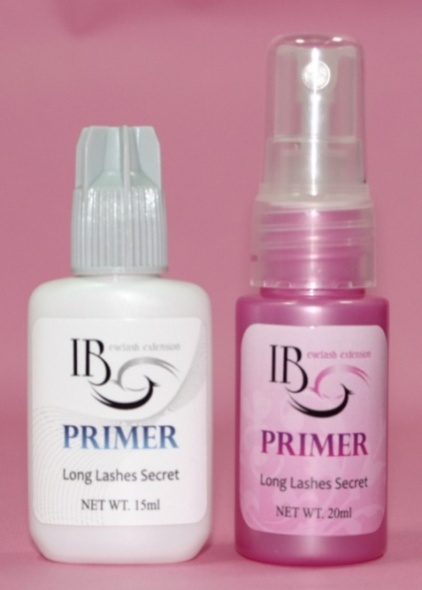 IB eyelash extension
PRIMER
Long Lashes Secret
NET WT. 15ml
IB eyelash extension
PRIMER
Long Lashes Secret
NET WT. 20ml